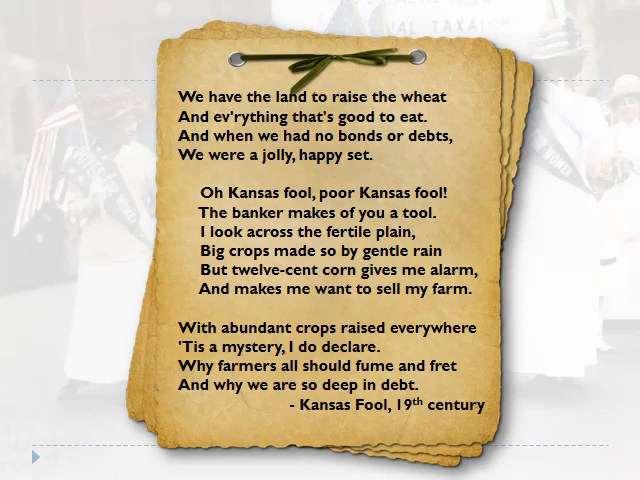 We have the land to raise the wheat
And ev'rything that's good to eat.
And when we had no bonds or debts,
We were a jolly, happy set.
Oh Kansas fool, poor Kansas fool!
The banker makes of you a tool.
I look across the fertile plain,
Big crops made so by gentle rain
But twelve-cent corn gives me alarm,
And makes me want to sell my farm.
With abundant crops raised everywhere
'Tis a mystery, I do declare.
Why farmers all should fume and fret
And why we are so deep in debt.
- Kansas Fool, 19th century